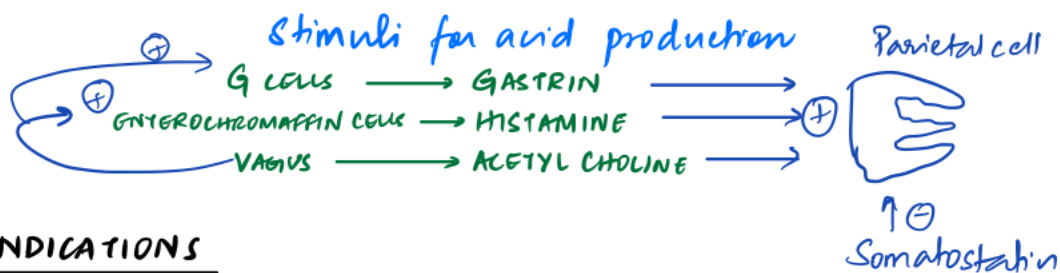 Stimuli for acid production
Parietal cell
G CELLS → GASTRIN →
ENTEROCHROMAFFIN CELLS → HISTAMINE → +
VAGUS → ACETYL CHOLINE →
+
+
↑ ⊖
Somatostatin
NDICATIONS